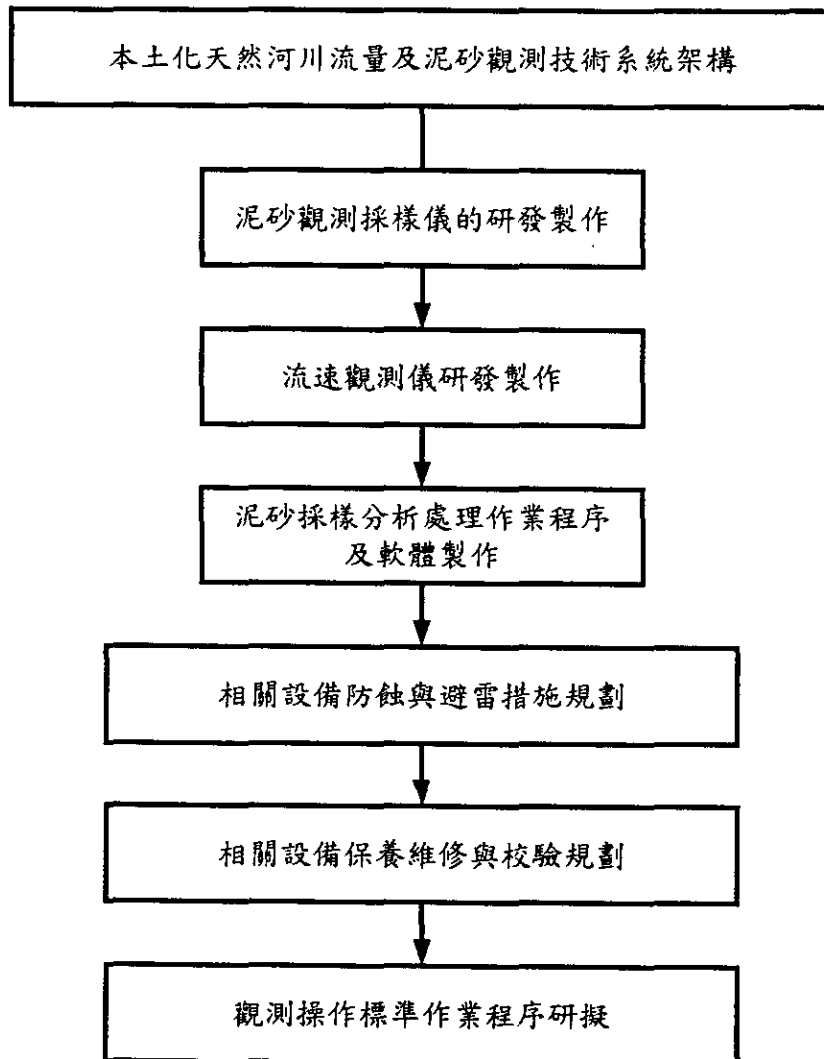 本土化天然河川流量及泥砂觀測技術系統架構
泥砂觀測採樣儀的研發製作
流速觀測儀研發製作
泥砂採樣分析處理作業程序
及軟體製作
相關設備防蝕與避雷措施規劃
相關設備保養維修與校驗規劃
觀測操作標準作業程序研擬